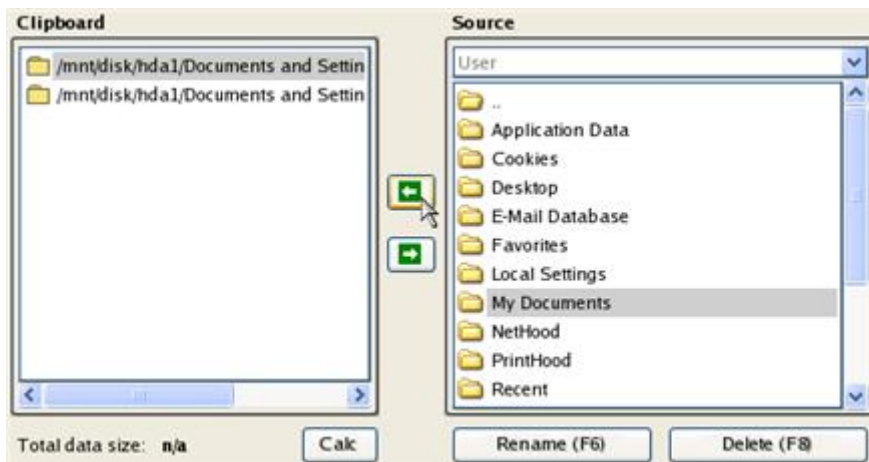 Clipboard
/mnt/disk/hda1/Documents and Settin
/mnt/disk/hda1/Documents and Settin
Total data size: n/a
Calc
Source
User
..
Application Data
Cookies
Desktop
E-Mail Database
Favorites
Local Settings
My Documents
NetHood
PrintHood
Recent
Rename (F6)
Delete (F8)